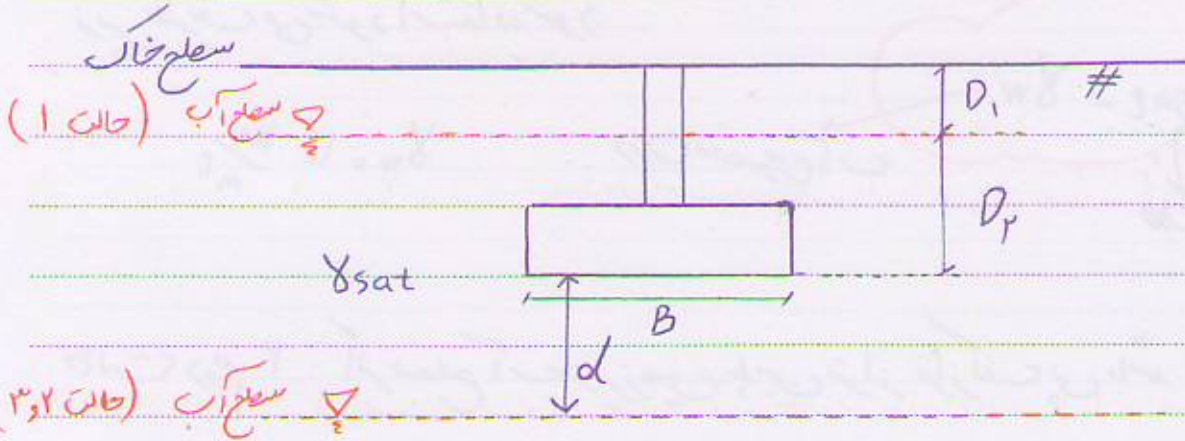 سطح خاک
#
D₁
سطح آب (حالت ۱)
D₂
γsat
B
d
سطح آب (حالت ۲و۳)